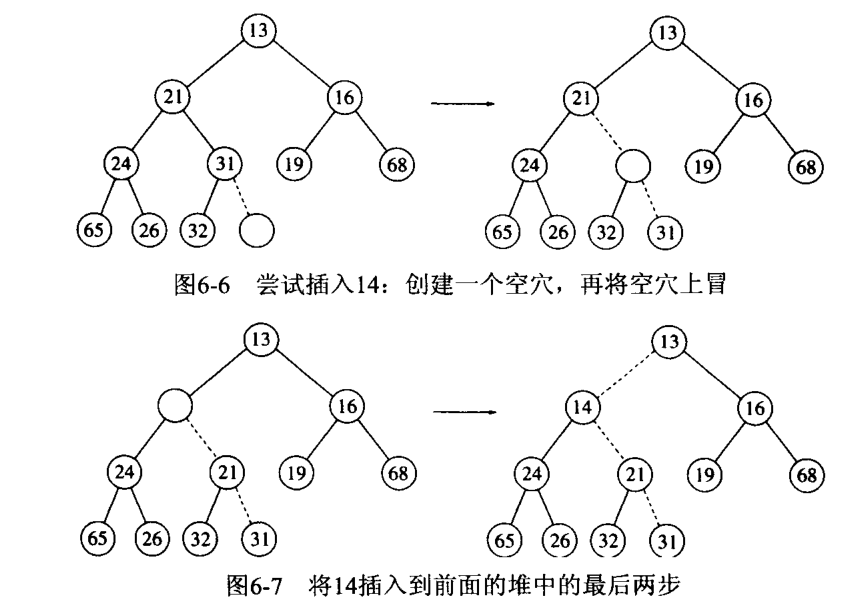 13 13
21 16 21 16
24 31 19 68 24 19 68
65 26 32 65 26 32 31
图6-6 尝试插入14：创建一个空穴，再将空穴上冒
13 13
16 14 16
24 21 19 68 24 21 19 68
65 26 32 31 65 26 32 31
图6-7 将14插入到前面的堆中的最后两步